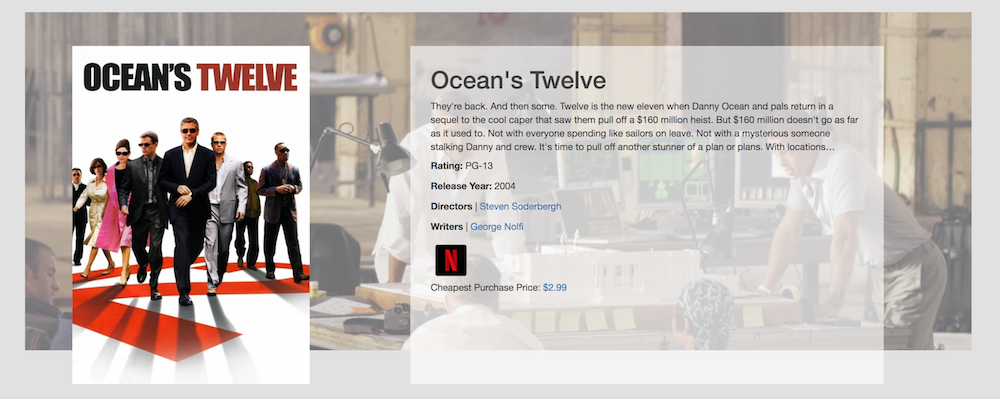 OCEAN'S TWELVE
Ocean's Twelve
They're back. And then some. Twelve is the new eleven when Danny Ocean and pals return in a
sequel to the cool caper that saw them pull off a $160 million heist. But $160 million doesn't go as far
as it used to. Not with everyone spending like sailors on leave. Not with a mysterious someone
stalking Danny and crew. It's time to pull off another stunner of a plan or plans. With locations…
Rating: PG-13
Release Year: 2004
Directors | Steven Soderbergh
Writers | George Nolfi
N
Cheapest Purchase Price: $2.99